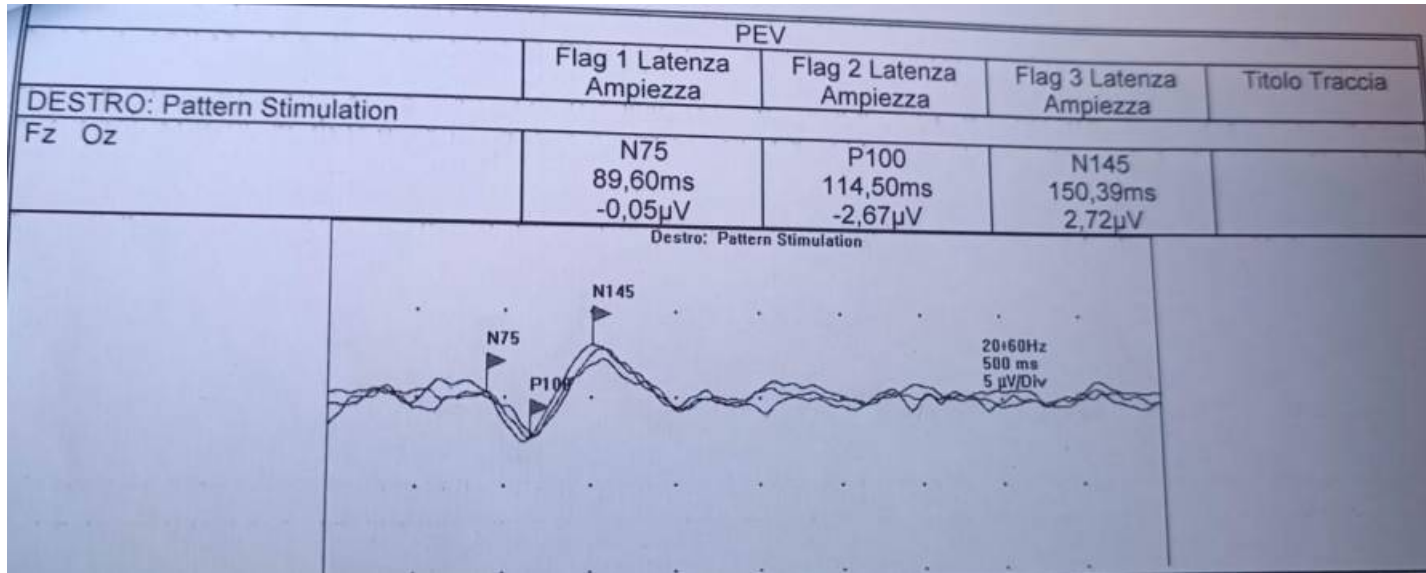 PEV
Flag 1 Latenza Ampiezza
Flag 2 Latenza Ampiezza
Flag 3 Latenza Ampiezza
Titolo Traccia
DESTRO: Pattern Stimulation
Fz Oz
N75
89,60ms
-0,05µV
P100
114,50ms
-2,67µV
N145
150,39ms
2,72µV
Destro: Pattern Stimulation
N145
N75
P100
20÷60Hz
500 ms
5 µV/Div